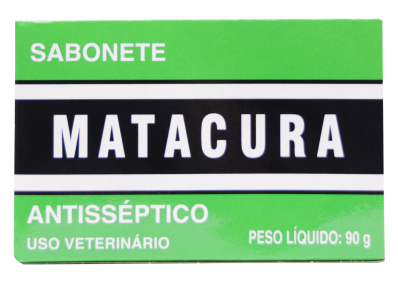 SABONETE
MATACURA
ANTISSÉPTICO
USO VETERINÁRIO
PESO LÍQUIDO: 90 g